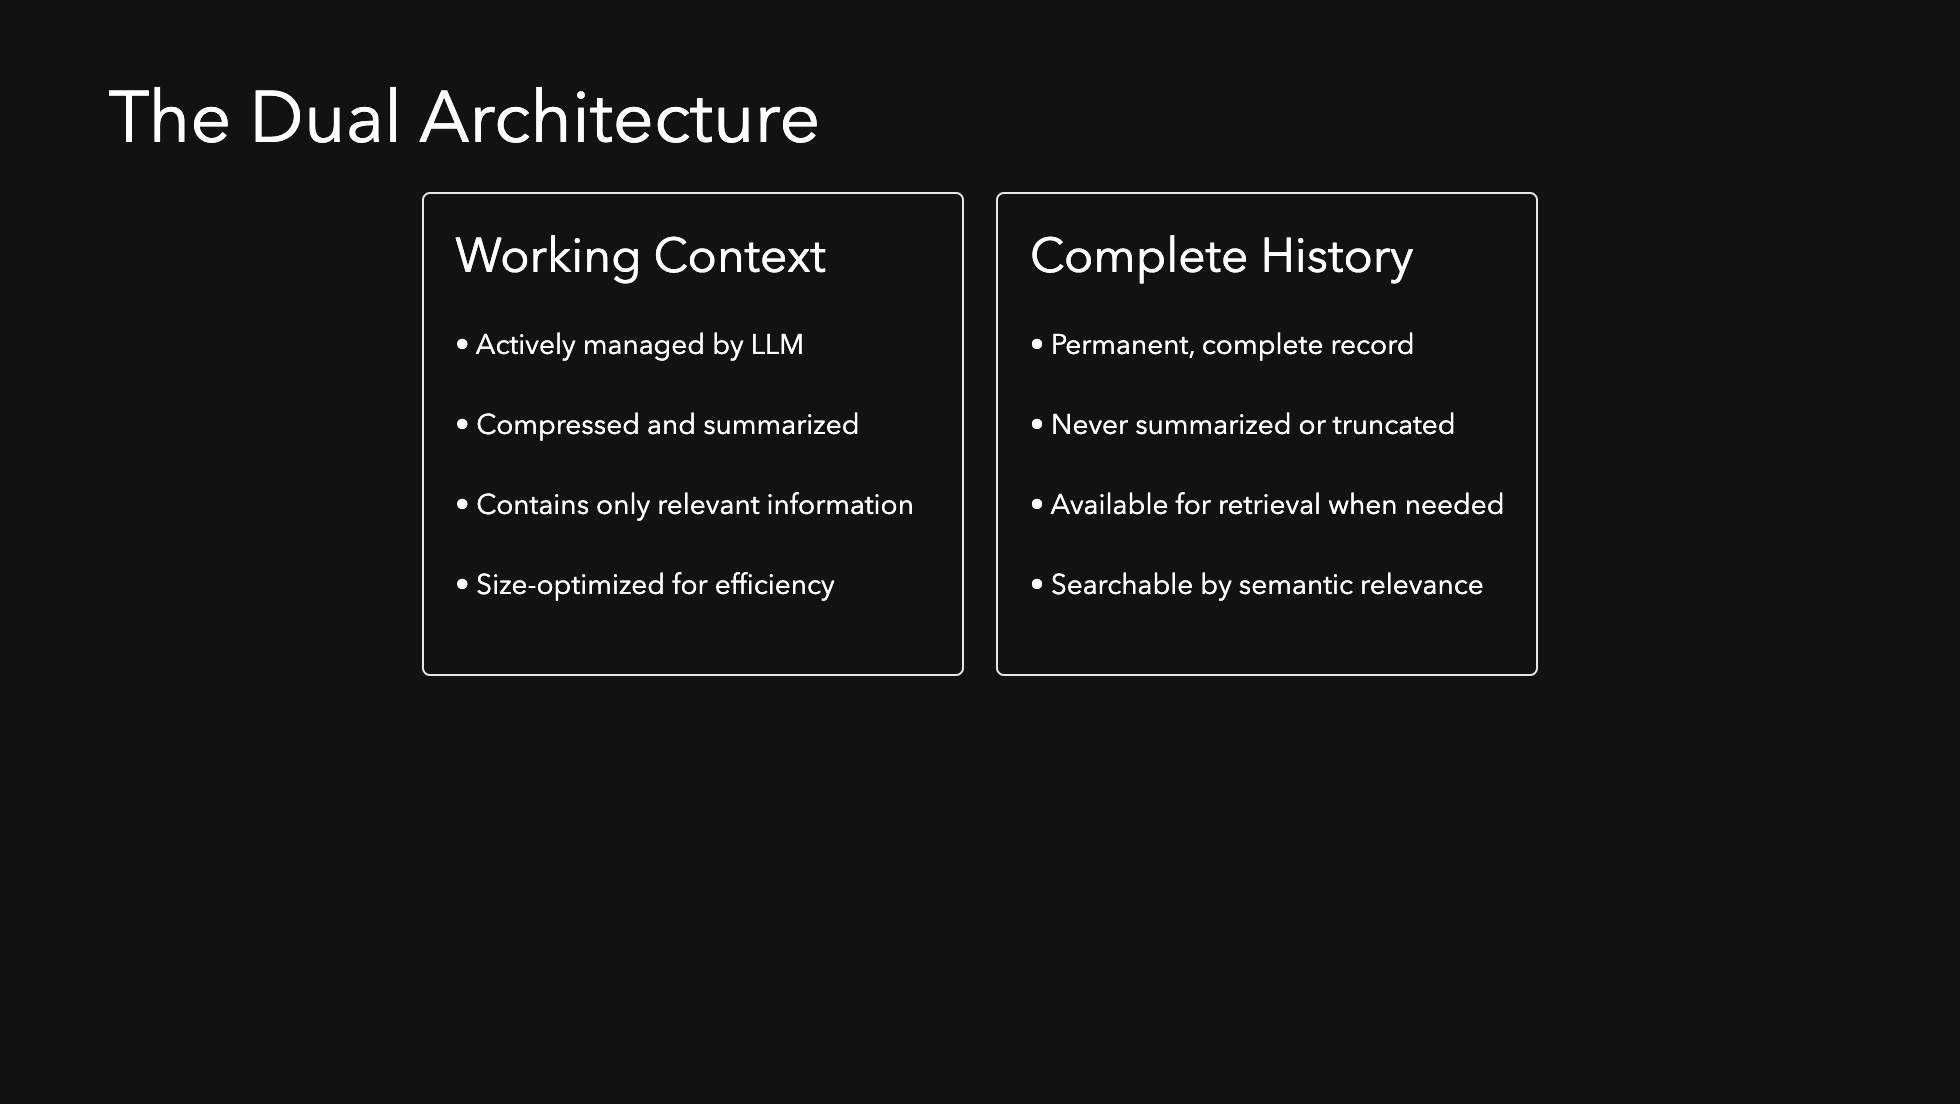 The Dual Architecture
Working Context
• Actively managed by LLM
• Compressed and summarized
• Contains only relevant information
• Size-optimized for efficiency
Complete History
• Permanent, complete record
• Never summarized or truncated
• Available for retrieval when needed
• Searchable by semantic relevance